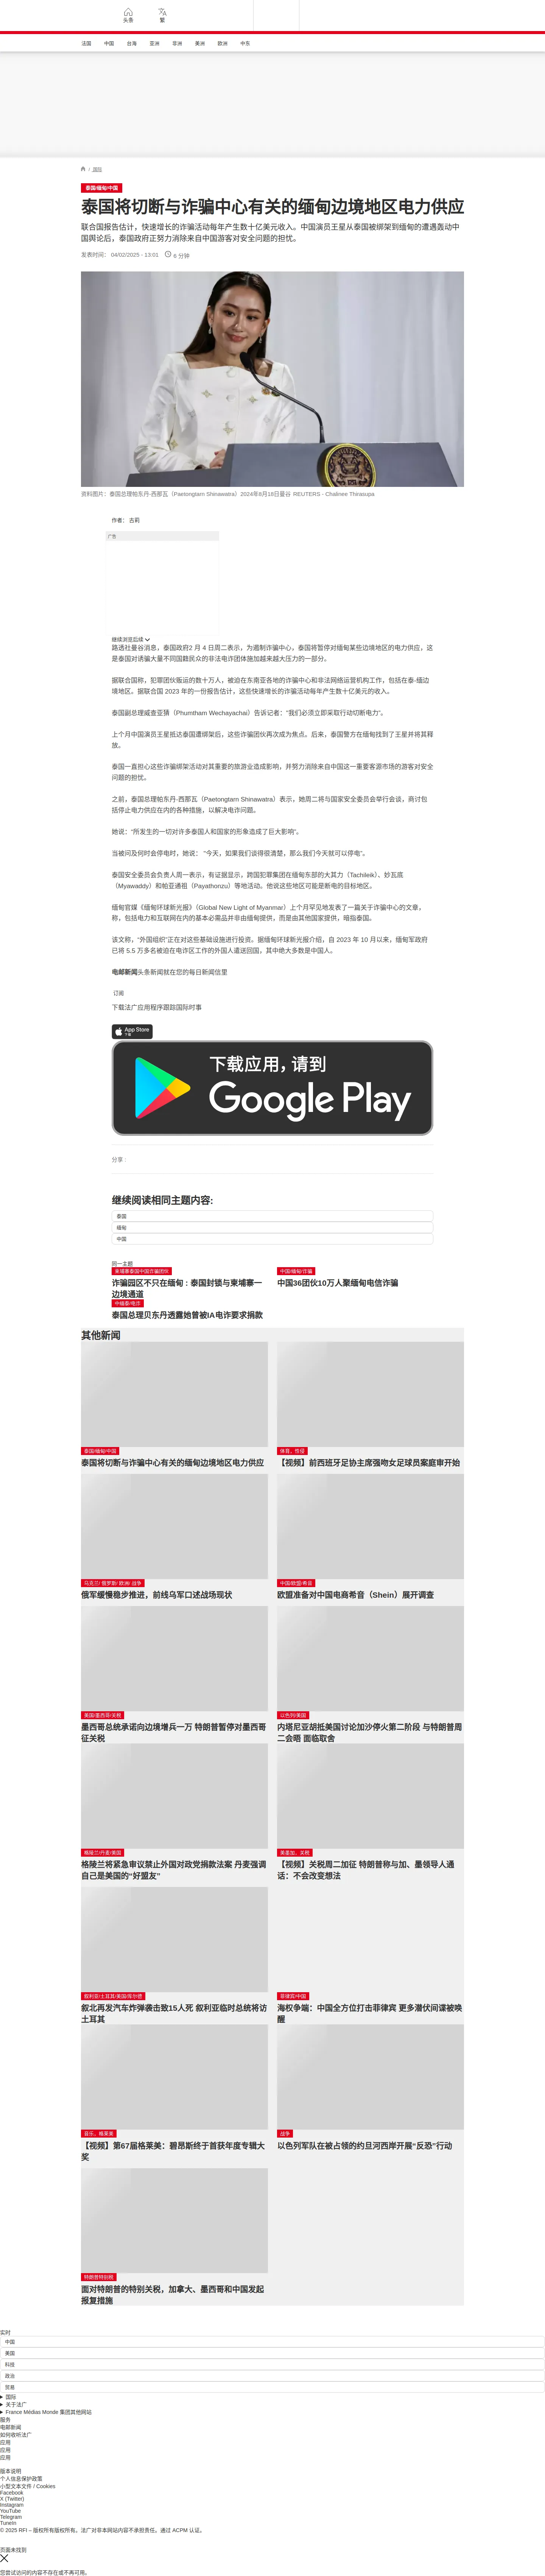 头条
繁
法国
中国
台海
亚洲
非洲
美洲
欧洲
中东
/ 国际
泰国/缅甸/中国
泰国将切断与诈骗中心有关的缅甸边境地区电力供应
联合国报告估计，快速增长的诈骗活动每年产生数十亿美元收入。中国演员王星从泰国被绑架到缅甸的遭遇轰动中
国舆论后，泰国政府正努力消除来自中国游客对安全问题的担忧。
发表时间： 04/02/2025 - 13:01 6 分钟
资料图片：泰国总理帕东丹·西那瓦（Paetongtarn Shinawatra）2024年8月18日曼谷 REUTERS - Chalinee Thirasupa
作者： 古莉
广告
继续浏览后续
路透社曼谷消息，泰国政府2 月 4 日周二表示，为遏制诈骗中心，泰国将暂停对缅甸某些边境地区的电力供应，这
是泰国对诱骗大量不同国籍民众的非法电诈团体施加越来越大压力的一部分。
据联合国称，犯罪团伙贩运的数十万人，被迫在东南亚各地的诈骗中心和非法网络运营机构工作，包括在泰-缅边
境地区。据联合国 2023 年的一份报告估计，这些快速增长的诈骗活动每年产生数十亿美元的收入。
泰国副总理威查亚猜（Phumtham Wechayachai）告诉记者："我们必须立即采取行动切断电力"。
上个月中国演员王星抵达泰国遭绑架后，这些诈骗团伙再次成为焦点。后来，泰国警方在缅甸找到了王星并将其释
放。
泰国一直担心这些诈骗绑架活动对其重要的旅游业造成影响，并努力消除来自中国这一重要客源市场的游客对安全
问题的担忧。
之前，泰国总理帕东丹-西那瓦（Paetongtarn Shinawatra）表示，她周二将与国家安全委员会举行会谈，商讨包
括停止电力供应在内的各种措施，以解决电诈问题。
她说："所发生的一切对许多泰国人和国家的形象造成了巨大影响"。
当被问及何时会停电时，她说： "今天，如果我们谈得很清楚，那么我们今天就可以停电"。
泰国安全委员会负责人周一表示，有证据显示，跨国犯罪集团在缅甸东部的大其力（Tachileik）、妙瓦底
（Myawaddy）和帕亚通祖（Payathonzu）等地活动。他说这些地区可能是断电的目标地区。
缅甸官媒《缅甸环球新光报》（Global New Light of Myanmar）上个月罕见地发表了一篇关于诈骗中心的文章，
称，包括电力和互联网在内的基本必需品并非由缅甸提供，而是由其他国家提供，暗指泰国。
该文称，"外国组织"正在对这些基础设施进行投资。据缅甸环球新光报介绍，自 2023 年 10 月以来，缅甸军政府
已将 5.5 万多名被迫在电诈区工作的外国人遣送回国，其中绝大多数是中国人。
电邮新闻头条新闻就在您的每日新闻信里
订阅
下载法广应用程序跟踪国际时事
App Store
下载
下载应用，请到
Google Play
分享 :
继续阅读相同主题内容:
泰国
缅甸
中国
同一主题
柬埔寨泰国中国诈骗团伙
诈骗园区不只在缅甸 : 泰国封锁与柬埔寨一
边境通道
中国/缅甸/诈骗
中国36团伙10万人聚缅甸电信诈骗
中缅泰/电诈
泰国总理贝东丹透露她曾被IA电诈要求捐款
其他新闻
泰国/缅甸/中国
泰国将切断与诈骗中心有关的缅甸边境地区电力供应
体育，性侵
【视频】前西班牙足协主席强吻女足球员案庭审开始
乌克兰/ 俄罗斯/ 欧洲/ 战争
俄军缓慢稳步推进，前线乌军口述战场现状
中国/欧盟/希音
欧盟准备对中国电商希音（Shein）展开调查
美国/墨西哥/关税
墨西哥总统承诺向边境增兵一万 特朗普暂停对墨西哥
征关税
以色列/美国
内塔尼亚胡抵美国讨论加沙停火第二阶段 与特朗普周
二会晤 面临取舍
格陵兰/丹麦/美国
格陵兰将紧急审议禁止外国对政党捐款法案 丹麦强调
自己是美国的“好盟友”
美墨加，关税
【视频】关税周二加征 特朗普称与加、墨领导人通
话：不会改变想法
叙利亚/土耳其/美国/库尔德
叙北再发汽车炸弹袭击致15人死 叙利亚临时总统将访
土耳其
菲律宾/中国
海权争端：中国全方位打击菲律宾 更多潜伏间谍被唤
醒
音乐，格莱美
【视频】第67届格莱美：碧昂斯终于首获年度专辑大
奖
战争
以色列军队在被占领的约旦河西岸开展“反恐”行动
特朗普特别税
面对特朗普的特别关税，加拿大、墨西哥和中国发起
报复措施
实时
中国
美国
科技
政治
贸易
国际
关于法广
France Médias Monde 集团其他网站
服务
电邮新闻
如何收听法广
应用
应用
应用
版本说明
个人信息保护政策
小型文本文件 / Cookies
Facebook
X (Twitter)
Instagram
YouTube
Telegram
TuneIn
© 2025 RFI – 版权所有版权所有。法广对非本网站内容不承担责任。通过 ACPM 认证。
页面未找到
您尝试访问的内容不存在或不再可用。